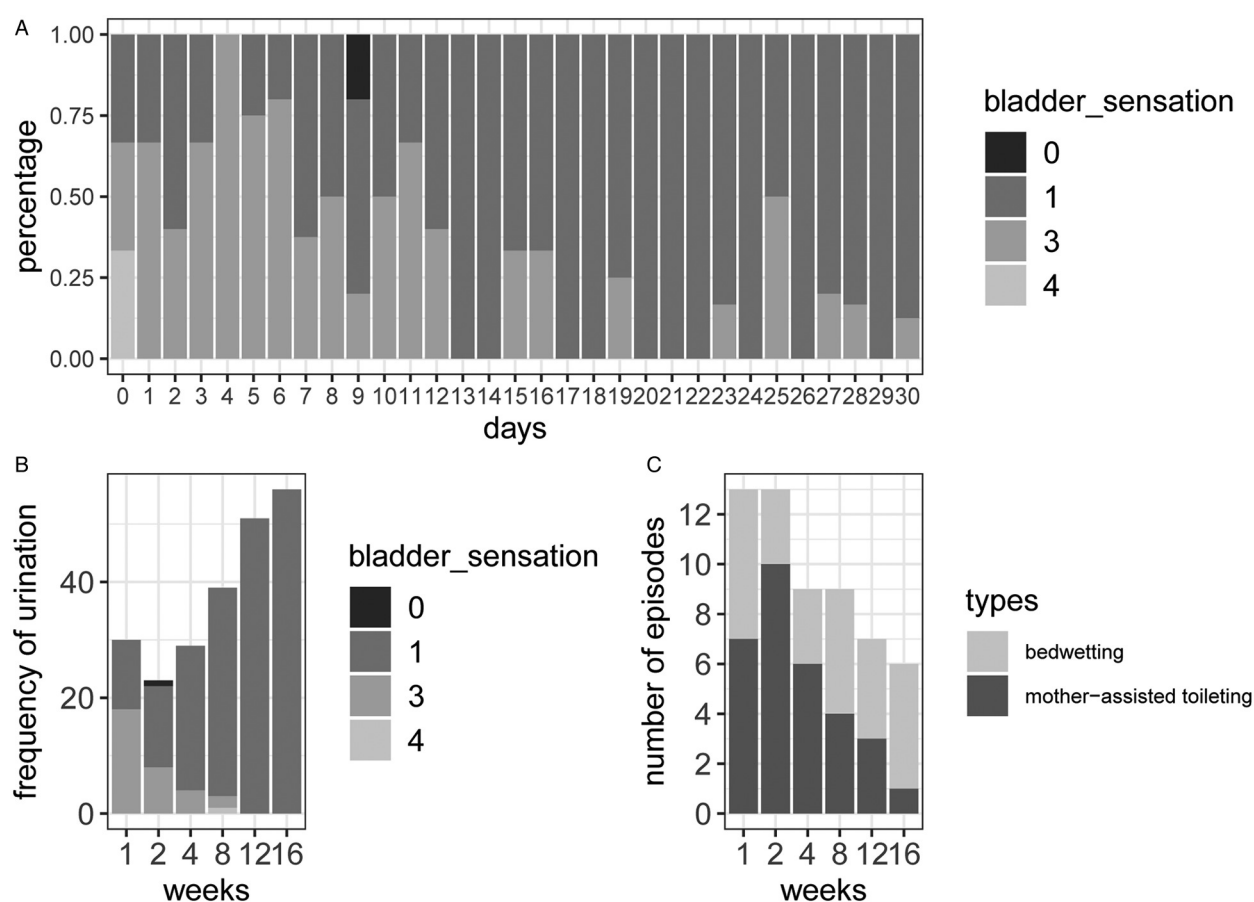 A
1.00
0.75
0.50
0.25
0.00
percentage
0 1 2 3 4 5 6 7 8 9 10 11 12 13 14 15 16 17 18 19 20 21 22 23 24 25 26 27 28 29 30
days
bladder_sensation
0
1
3
4
B
40
20
0
frequency of urination
1 2 4 8 12 16
weeks
bladder_sensation
0
1
3
4
C
12
10
8
6
4
2
0
number of episodes
1 2 4 8 12 16
weeks
types
bedwetting
mother-assisted toileting